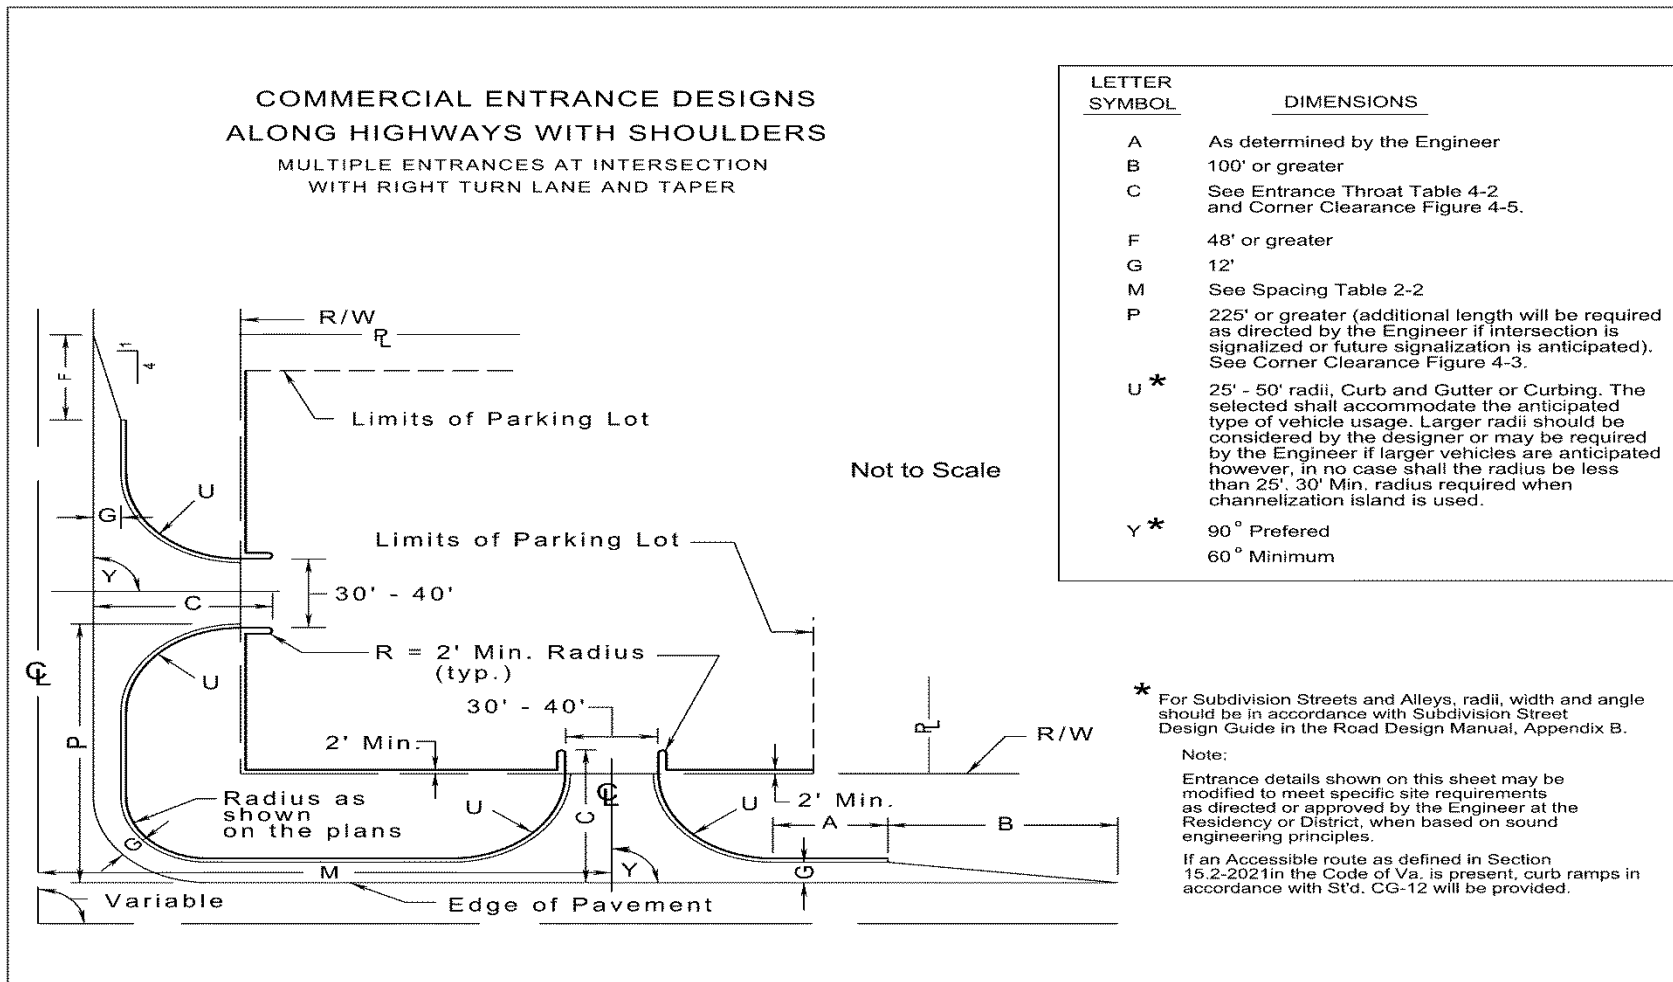 COMMERCIAL ENTRANCE DESIGNS
ALONG HIGHWAYS WITH SHOULDERS
MULTIPLE ENTRANCES AT INTERSECTION
WITH RIGHT TURN LANE AND TAPER
LETTER
SYMBOL
DIMENSIONS
A As determined by the Engineer
B 100' or greater
C See Entrance Throat Table 4-2
and Corner Clearance Figure 4-5.
F 48' or greater
G 12'
M See Spacing Table 2-2
P 225' or greater (additional length will be required
as directed by the Engineer if intersection is
signalized or future signalization is anticipated).
See Corner Clearance Figure 4-3.
U * 25' - 50' radii, Curb and Gutter or Curbing. The
selected shall accommodate the anticipated
type of vehicle usage. Larger radii should be
considered by the designer or may be required
by the Engineer if larger vehicles are anticipated
however, in no case shall the radius be less
than 25'. 30' Min. radius required when
channelization island is used.
Y * 90° Prefered
60° Minimum
R/W
PL
1
4
F
Limits of Parking Lot
Not to Scale
U
G
Limits of Parking Lot
Y
30' - 40'
C
R = 2' Min. Radius
(typ.)
CL
U
30' - 40'
P
2' Min.
PL
R/W
CL
C
Radius as
shown
on the plans
U
U
2' Min.
A
B
G
M
Y
G
Variable
Edge of Pavement
* For Subdivision Streets and Alleys, radii, width and angle
should be in accordance with Subdivision Street
Design Guide in the Road Design Manual, Appendix B.
Note:
Entrance details shown on this sheet may be
modified to meet specific site requirements
as directed or approved by the Engineer at the
Residency or District, when based on sound
engineering principles.
If an Accessible route as defined in Section
15.2-2021in the Code of Va. is present, curb ramps in
accordance with St'd. CG-12 will be provided.